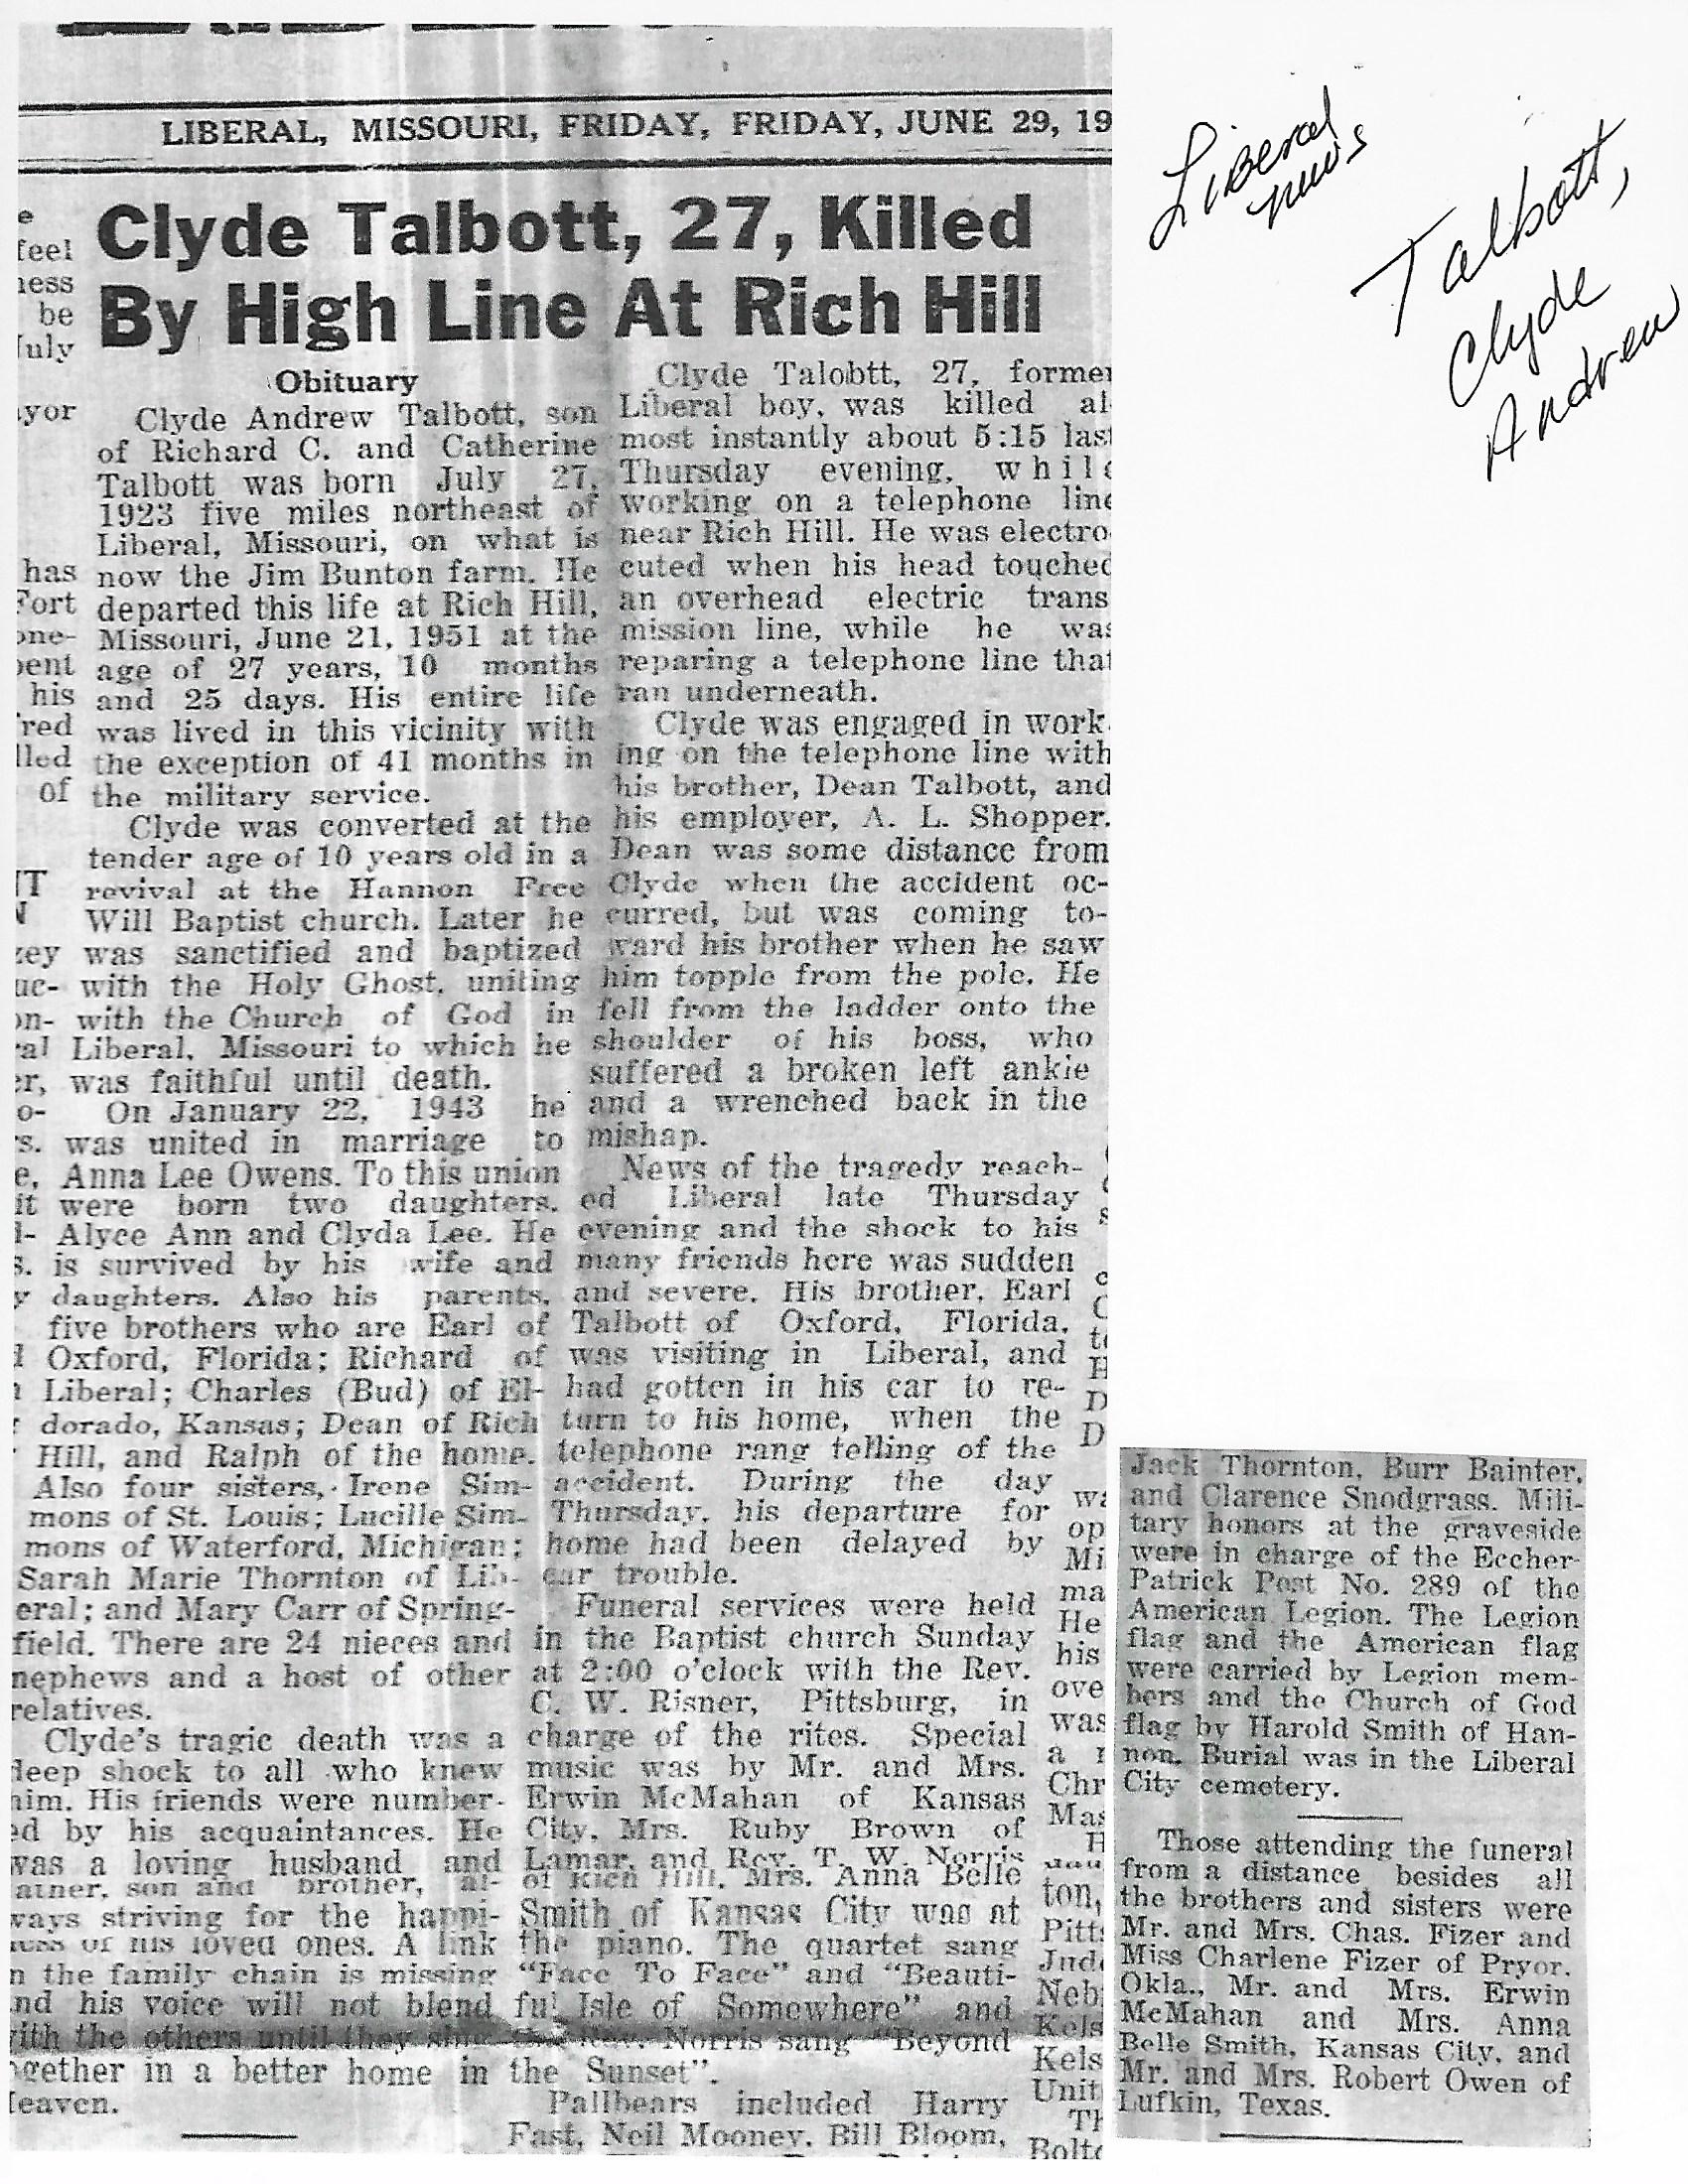 LIBERAL, MISSOURI, FRIDAY, FRIDAY, JUNE 29, 19
Clyde Talbott, 27, Killed
By High Line At Rich Hill
Obituary
Clyde Andrew Talbott, son
of Richard C. and Catherine
Talbott was born July 27,
1923 five miles northeast of
Liberal, Missouri, on what is
now the Jim Bunton farm. He
departed this life at Rich Hill,
Missouri, June 21, 1951 at the
age of 27 years, 10 months
and 25 days. His entire life
was lived in this vicinity with
the exception of 41 months in
the military service.
Clyde was converted at the
tender age of 10 years old in a
revival at the Hannon Free
Will Baptist church. Later he
was sanctified and baptized
with the Holy Ghost, uniting
with the Church of God in
Liberal, Missouri to which he
was faithful until death.
On January 22, 1943 he
was united in marriage to
Anna Lee Owens. To this union
were born two daughters,
Alyce Ann and Clyda Lee. He
is survived by his wife and
daughters. Also his parents,
five brothers who are Earl of
Oxford, Florida; Richard of
Liberal; Charles (Bud) of El-
dorado, Kansas; Dean of Rich
Hill, and Ralph of the home.
Also four sisters, Irene Sim-
mons of St. Louis; Lucille Sim-
mons of Waterford, Michigan;
Sarah Marie Thornton of Lib-
eral; and Mary Carr of Spring-
field. There are 24 nieces and
nephews and a host of other
relatives.
Clyde's tragic death was a
deep shock to all who knew
him. His friends were number-
ed by his acquaintances. He
was a loving husband and
ather, son and brother, al-
ways striving for the happi-
ness of his loved ones. A link
n the family chain is missing
and his voice will not blend
with the others until they sing
ogether in a better home in
Heaven.
Clyde Talobtt, 27, former
Liberal boy, was killed al-
most instantly about 5:15 last
Thursday evening, while
working on a telephone line
near Rich Hill. He was electro-
cuted when his head touched
an overhead electric trans
mission line, while he was
reparing a telephone line that
ran underneath.
Clyde was engaged in work-
ing on the telephone line with
his brother, Dean Talbott, and
his employer, A. L. Shopper.
Dean was some distance from
Clyde when the accident oc-
curred, but was coming to-
ward his brother when he saw
him topple from the pole. He
fell from the ladder onto the
shoulder of his boss, who
suffered a broken left ankie
and a wrenched back in the
mishap.
News of the tragedy reach-
ed Liberal late Thursday
evening and the shock to his
many friends here was sudden
and severe. His brother, Earl
Talbott of Oxford, Florida,
was visiting in Liberal, and
had gotten in his car to re-
turn to his home, when the
telephone rang telling of the
accident. During the day
Thursday, his departure for
home had been delayed by
car trouble.
Funeral services were held
in the Baptist church Sunday
at 2:00 o'clock with the Rev.
C. W. Risner, Pittsburg, in
charge of the rites. Special
music was by Mr. and Mrs.
Erwin McMahan of Kansas
City, Mrs. Ruby Brown of
Lamar, and Rev. T. W. Norris
of Rich Hill. Mrs. Anna Belle
Smith of Kansas City was at
the piano. The quartet sang
"Face To Face" and "Beauti-
ful Isle of Somewhere" and
the Rev. Norris sang "Beyond
the Sunset".
Pallbears included Harry
Fast, Neil Mooney, Bill Bloom,
Jack Thornton, Burr Bainter,
and Clarence Snodgrass. Mili-
tary honors at the graveside
were in charge of the Eccher-
Patrick Post No. 289 of the
American Legion. The Legion
flag and the American flag
were carried by Legion mem-
bers and the Church of God
flag by Harold Smith of Han-
non. Burial was in the Liberal
City cemetery.
Those attending the funeral
from a distance besides all
the brothers and sisters were
Mr. and Mrs. Chas. Fizer and
Miss Charlene Fizer of Pryor,
Okla., Mr. and Mrs. Erwin
McMahan and Mrs. Anna
Belle Smith, Kansas City, and
Mr. and Mrs. Robert Owen of
Lufkin, Texas.
Liberal
news
Talbott,
Clyde
Andrew